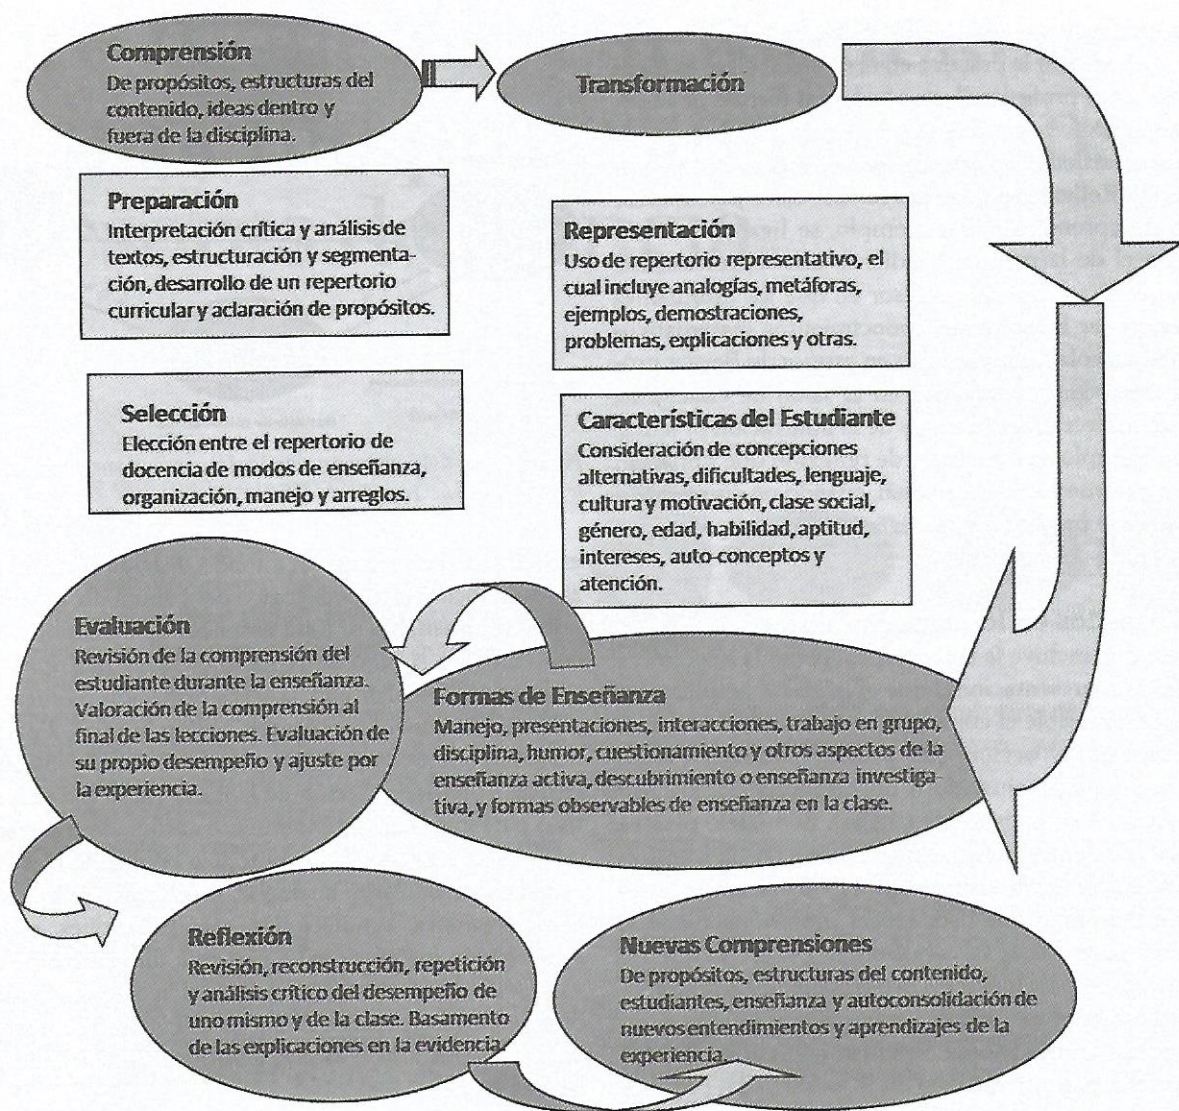 Comprensión
De propósitos, estructuras del
contenido, ideas dentro y
fuera de la disciplina.
Transformación
Preparación
Interpretación crítica y análisis de
textos, estructuración y segmenta-
ción, desarrollo de un repertorio
curricular y aclaración de propósitos.
Representación
Uso de repertorio representativo, el
cual incluye analogías, metáforas,
ejemplos, demostraciones,
problemas, explicaciones y otras.
Selección
Elección entre el repertorio de
docencia de modos de enseñanza,
organización, manejo y arreglos.
Características del Estudiante
Consideración de concepciones
alternativas, dificultades, lenguaje,
cultura y motivación, clase social,
género, edad, habilidad, aptitud,
intereses, auto-conceptos y
atención.
Evaluación
Revisión de la comprensión del
estudiante durante la enseñanza.
Valoración de la comprensión al
final de las lecciones. Evaluación de
su propio desempeño y ajuste por
la experiencia.
Formas de Enseñanza
Manejo, presentaciones, interacciones, trabajo en grupo,
disciplina, humor, cuestionamiento y otros aspectos de la
enseñanza activa, descubrimiento o enseñanza investiga-
tiva, y formas observables de enseñanza en la clase.
Reflexión
Revisión, reconstrucción, repetición
y análisis crítico del desempeño de
uno mismo y de la clase. Basamento
de las explicaciones en la evidencia.
Nuevas Comprensiones
De propósitos, estructuras del contenido,
estudiantes, enseñanza y autoconsolidación de
nuevos entendimientos y aprendizajes de la
experiencia.